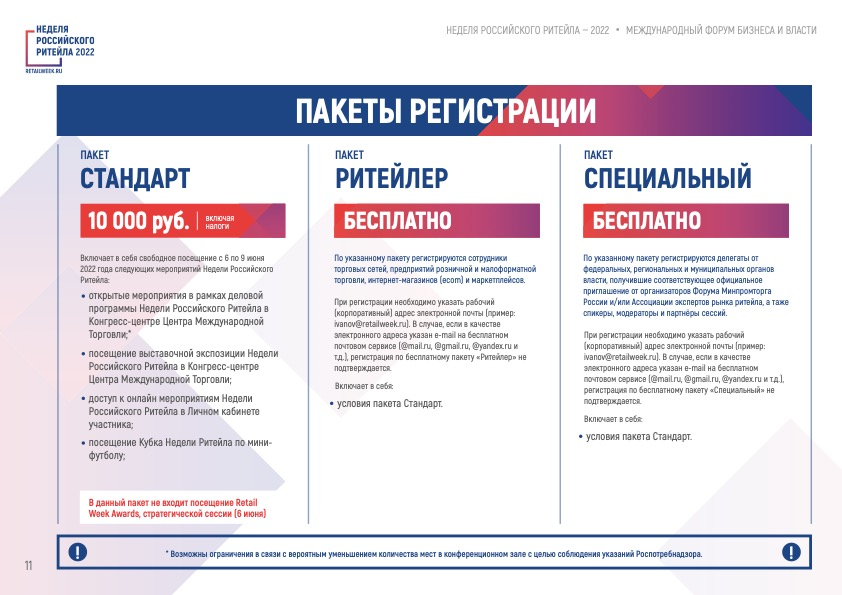 НЕДЕЛЯ
РОССИЙСКОГО
РИТЕЙЛА 2022
RETAILWEEK.RU
НЕДЕЛЯ РОССИЙСКОГО РИТЕЙЛА – 2022 • МЕЖДУНАРОДНЫЙ ФОРУМ БИЗНЕСА И ВЛАСТИ
ПАКЕТЫ РЕГИСТРАЦИИ
ПАКЕТ
СТАНДАРТ
10 000 руб.
включая
налоги
Включает в себя свободное посещение с 6 по 9 июня
2022 года следующих мероприятий Недели Российского
Ритейла:
• открытые мероприятия в рамках деловой
программы Недели Российского Ритейла в
Конгресс-центре Центра Международной
Торговли;*
• посещение выставочной экспозиции Недели
Российского Ритейла в Конгресс-центре
Центра Международной Торговли;
• доступ к онлайн мероприятиям Недели
Российского Ритейла в Личном кабинете
участника;
• посещение Кубка Недели Ритейла по мини-
футболу;
В данный пакет не входит посещение Retail
Week Awards, стратегической сессии (6 июня)
ПАКЕТ
РИТЕЙЛЕР
БЕСПЛАТНО
По указанному пакету регистрируются сотрудники
торговых сетей, предприятий розничной и малоформатной
торговли, интернет-магазинов (ecom) и маркетплейсов.
При регистрации необходимо указать рабочий
(корпоративный) адрес электронной почты (пример:
ivanov@retailweek.ru). В случае, если в качестве
электронного адреса указан e-mail на бесплатном
почтовом сервисе (@mail.ru, @gmail.ru, @yandex.ru и
т.д.), регистрация по бесплатному пакету «Ритейлер» не
подтверждается.
Включает в себя:
• условия пакета Стандарт.
ПАКЕТ
СПЕЦИАЛЬНЫЙ
БЕСПЛАТНО
По указанному пакету регистрируются делегаты от
федеральных, региональных и муниципальных органов
власти, получившие соответствующее официальное
приглашение от организаторов Форума Минпромторга
России и/или Ассоциации экспертов рынка ритейла, а таже
спикеры, модераторы и партнёры сессий.
При регистрации необходимо указать рабочий
(корпоративный) адрес электронной почты (пример:
ivanov@retailweek.ru). В случае, если в качестве
электронного адреса указан e-mail на бесплатном
почтовом сервисе (@mail.ru, @gmail.ru, @yandex.ru и т.д.),
регистрация по бесплатному пакету «Специальный» не
подтверждается.
Включает в себя:
• условия пакета Стандарт.
! * Возможны ограничения в связи с вероятным уменьшением количества мест в конференционном зале с целью соблюдения указаний Роспотребнадзора. !
11